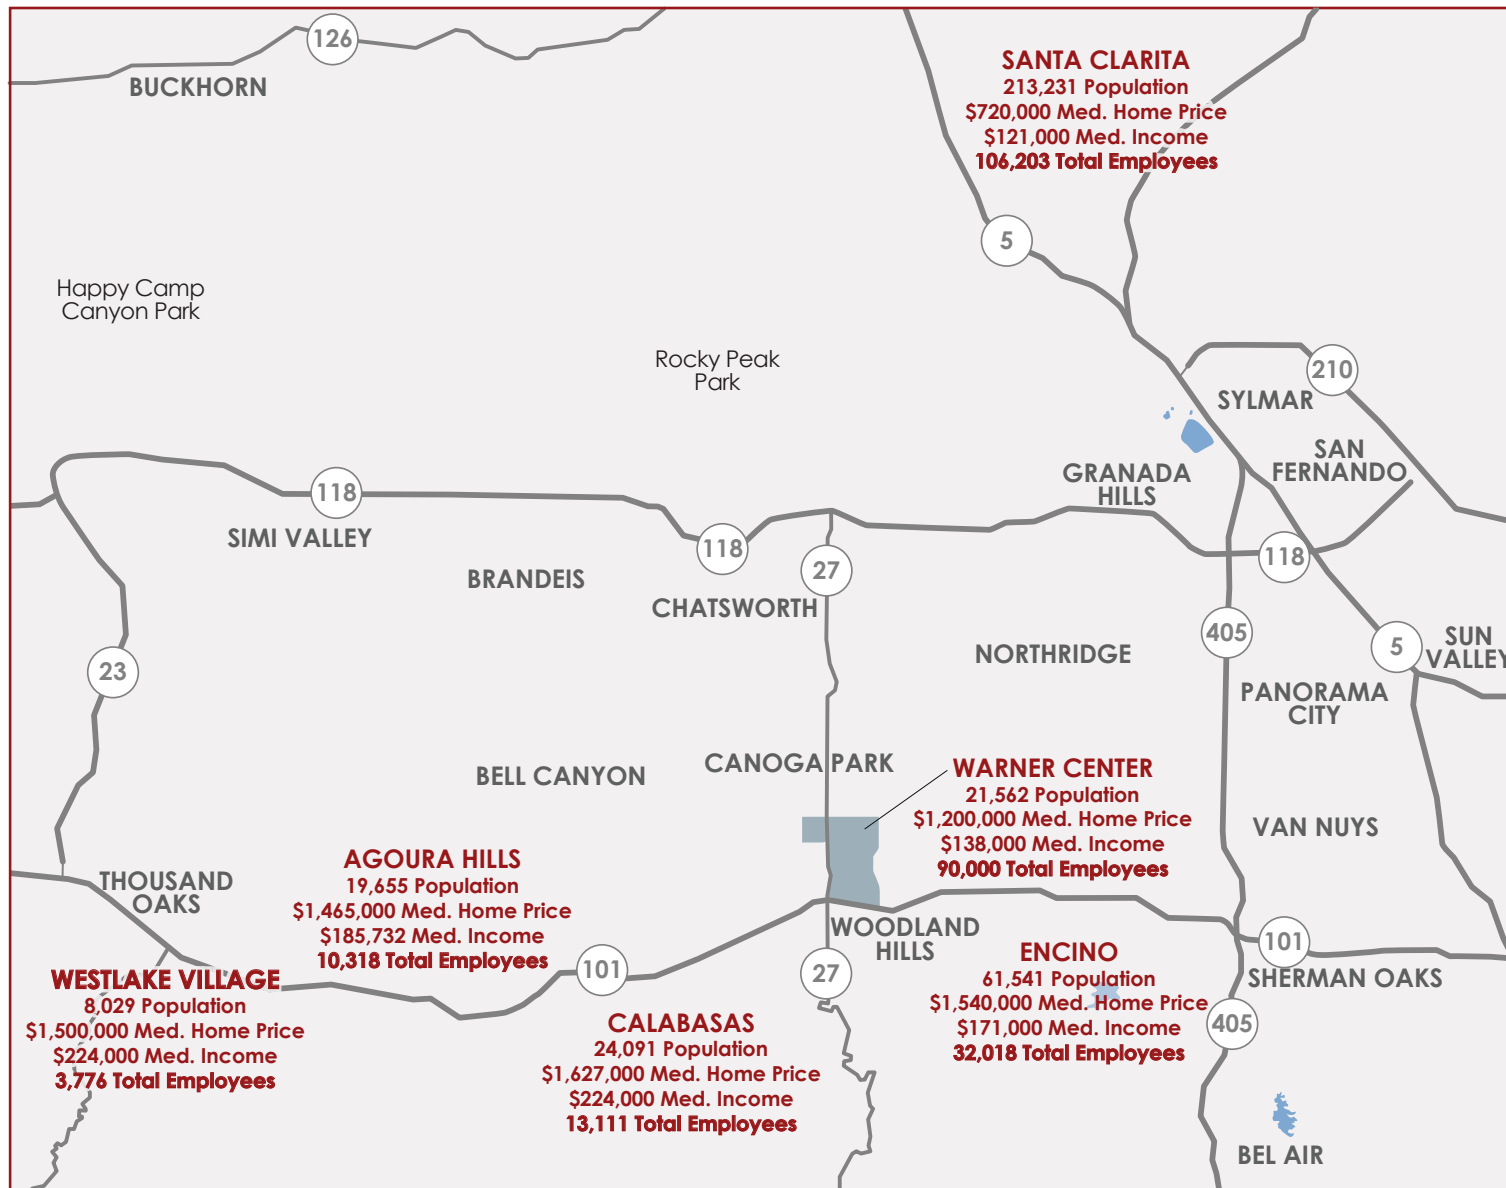 126
BUCKHORN
SANTA CLARITA
213,231 Population
$720,000 Med. Home Price
$121,000 Med. Income
106,203 Total Employees
5
Happy Camp
Canyon Park
Rocky Peak
Park
210
SYLMAR
SAN
FERNANDO
GRANADA
HILLS
118
SIMI VALLEY
118
118
27
BRANDEIS
CHATSWORTH
405
NORTHRIDGE
5
SUN
VALLEY
23
PANORAMA
CITY
BELL CANYON
CANOGA PARK
WARNER CENTER
21,562 Population
$1,200,000 Med. Home Price
$138,000 Med. Income
90,000 Total Employees
VAN NUYS
AGOURA HILLS
19,655 Population
$1,465,000 Med. Home Price
$185,732 Med. Income
10,318 Total Employees
THOUSAND
OAKS
WOODLAND
HILLS
101
101
27
SHERMAN OAKS
ENCINO
61,541 Population
$1,540,000 Med. Home Price
$171,000 Med. Income
32,018 Total Employees
WESTLAKE VILLAGE
8,029 Population
$1,500,000 Med. Home Price
$224,000 Med. Income
3,776 Total Employees
CALABASAS
24,091 Population
$1,627,000 Med. Home Price
$224,000 Med. Income
13,111 Total Employees
405
BEL AIR